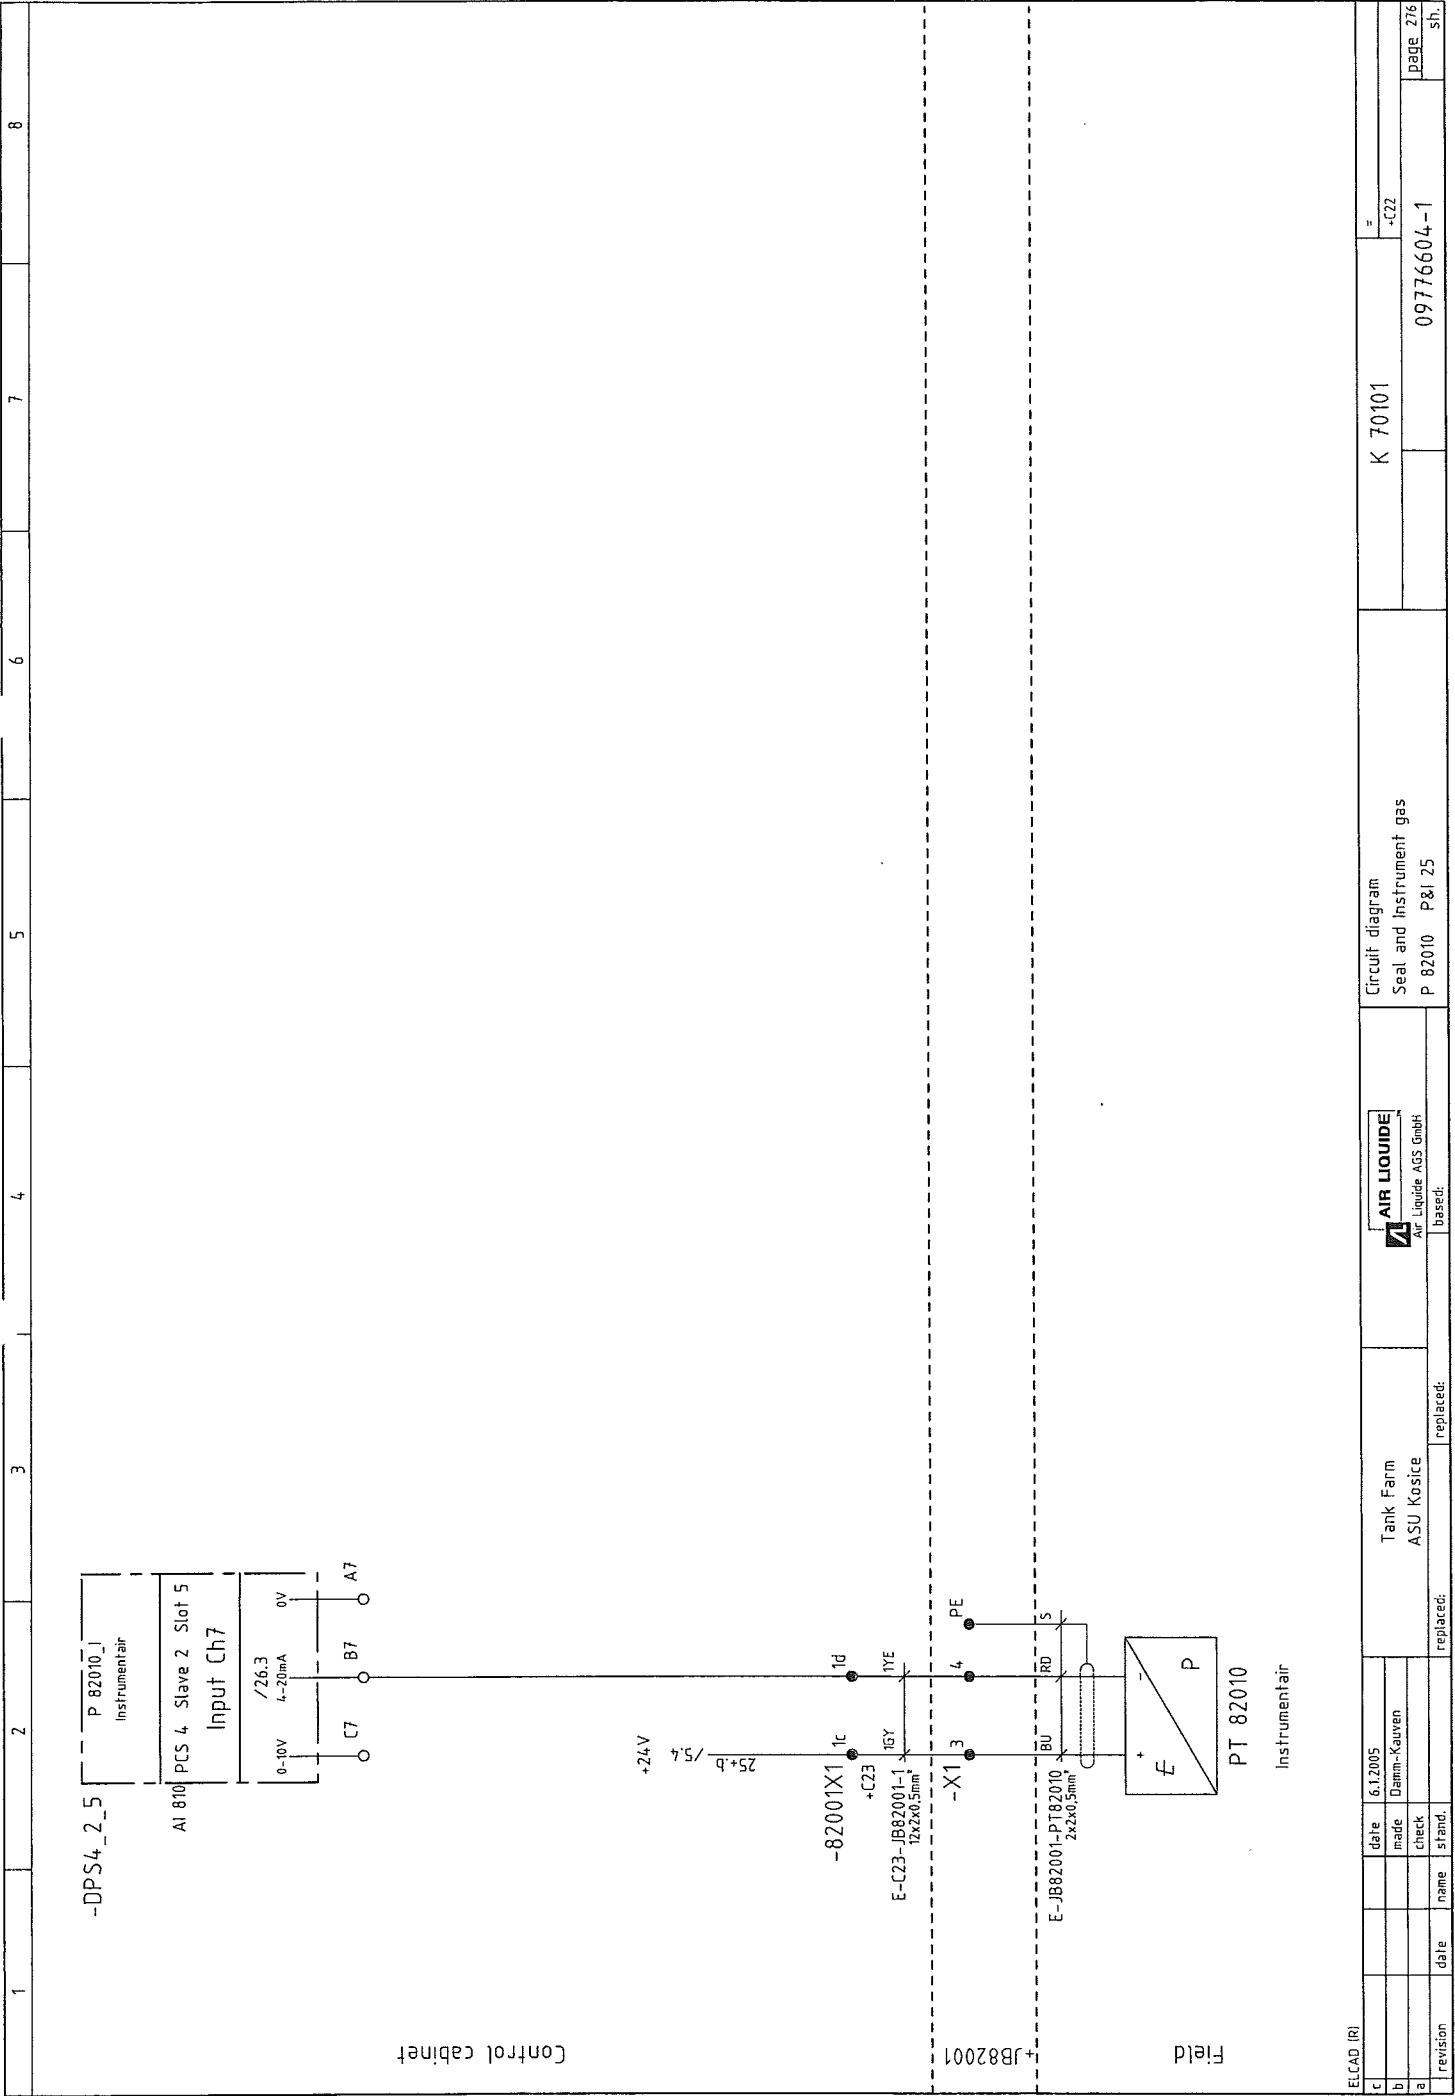 1 2 3 4 5 6 7 8
-DPS4_2_5
P 82010_I
Instrumentair
AI 810
PCS 4 Slave 2 Slot 5
Input Ch7
/26.3
0-10V 4-20mA 0V
C7 B7 A7
Control cabinet
+24V
25+.b /5.4
-82001X1 1c 1d
+C23
E-C23-JB82001-1 1GY 1YE
12x2x0,5mm²
+JB82001
-X1 3 4 PE
E-JB82001-PT82010 BU RD S
2x2x0,5mm²
Field
+ -
E P
PT 82010
Instrumentair
ELCAD (R)
c
b
a
revision date name
date 6.1.2005
made Damm-Kauven
check
stand.
Tank Farm
ASU Kosice
replaced: replaced: based:
AIR LIQUIDE
Air Liquide AGS GmbH
Circuit diagram
Seal and Instrument gas
P 82010 P&I 25
K 70101
=
+C22
09776604-1
page 276
sh.